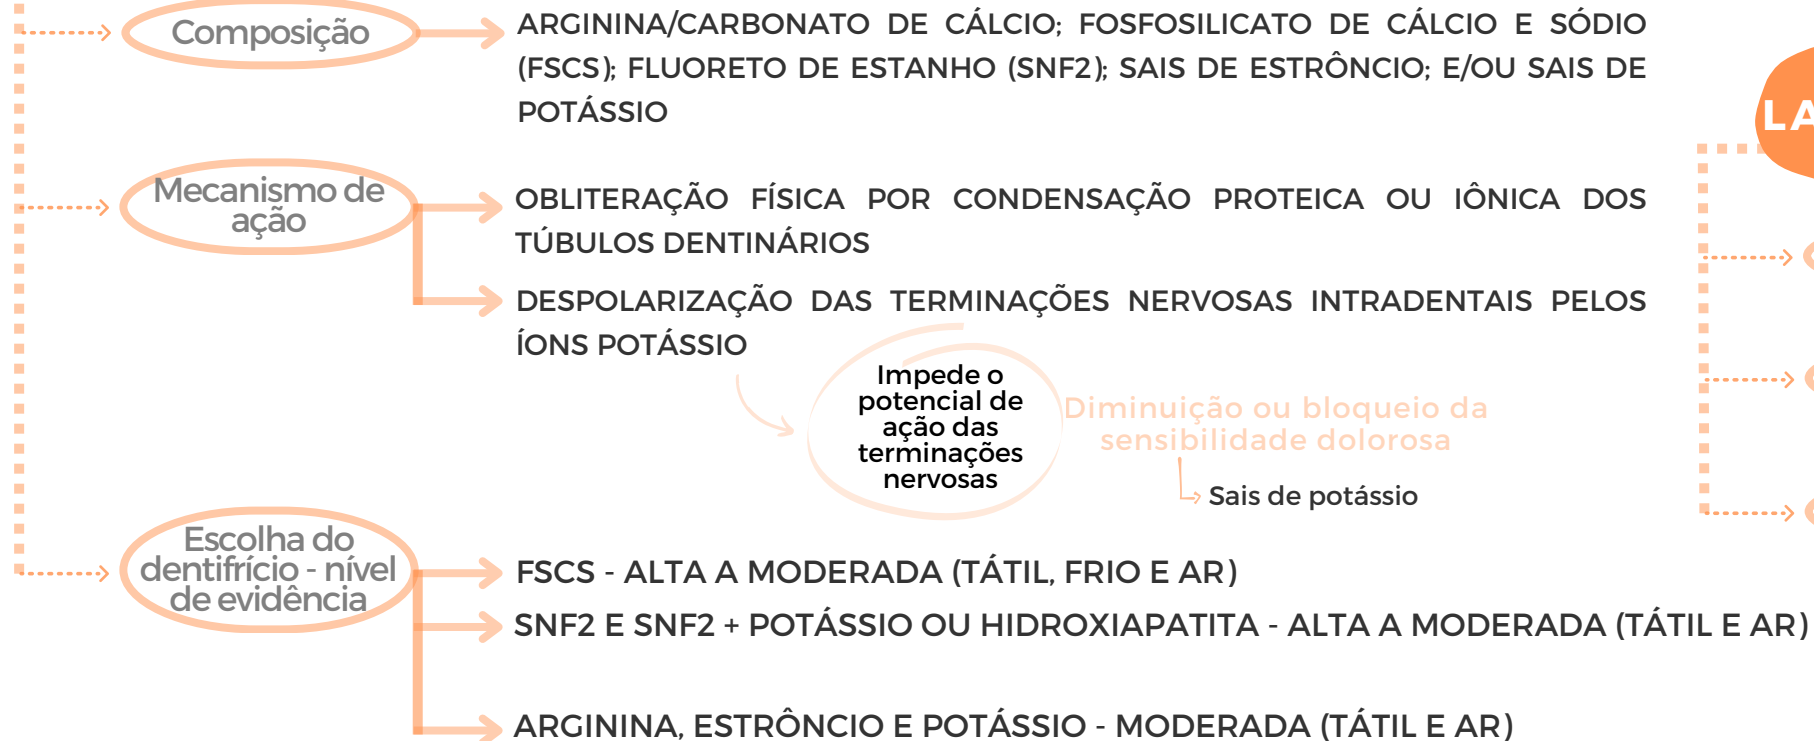 Composição
ARGININA/CARBONATO DE CÁLCIO; FOSFOSILICATO DE CÁLCIO E SÓDIO
(FSCS); FLUORETO DE ESTANHO (SNF2); SAIS DE ESTRÔNCIO; E/OU SAIS DE
POTÁSSIO
LA
Mecanismo de
ação
OBLITERAÇÃO FÍSICA POR CONDENSAÇÃO PROTEICA OU IÔNICA DOS
TÚBULOS DENTINÁRIOS
DESPOLARIZAÇÃO DAS TERMINAÇÕES NERVOSAS INTRADENTAIS PELOS
ÍONS POTÁSSIO
Impede o
potencial de
ação das
terminações
nervosas
Diminuição ou bloqueio da
sensibilidade dolorosa
Sais de potássio
Escolha do
dentifrício - nível
de evidência
FSCS - ALTA A MODERADA (TÁTIL, FRIO E AR)
SNF2 E SNF2 + POTÁSSIO OU HIDROXIAPATITA - ALTA A MODERADA (TÁTIL E AR)
ARGININA, ESTRÔNCIO E POTÁSSIO - MODERADA (TÁTIL E AR)